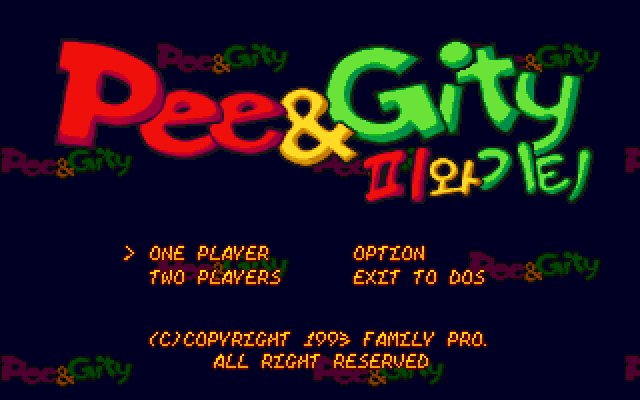 Pee&Gity
피와기티
> ONE PLAYER OPTION
TWO PLAYERS EXIT TO DOS
(C)COPYRIGHT 1993 FAMILY PRO.
ALL RIGHT RESERVED